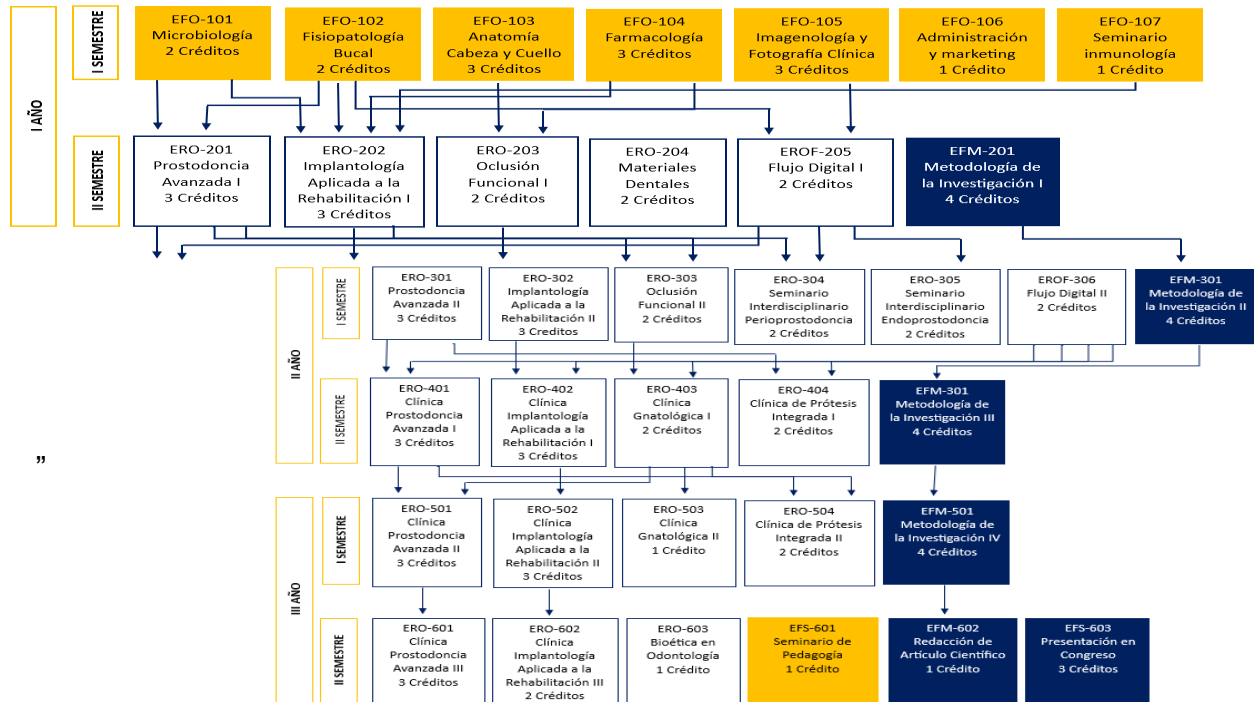 I AÑO
I SEMESTRE
EFO-101
Microbiología
2 Créditos
EFO-102
Fisiopatología
Bucal
2 Créditos
EFO-103
Anatomía
Cabeza y Cuello
3 Créditos
EFO-104
Farmacología
3 Créditos
EFO-105
Imagenología y
Fotografía Clínica
3 Créditos
EFO-106
Administración
y marketing
1 Crédito
EFO-107
Seminario
inmunología
1 Crédito
II SEMESTRE
ERO-201
Prostodoncia
Avanzada I
3 Créditos
ERO-202
Implantología
Aplicada a la
Rehabilitación I
3 Créditos
ERO-203
Oclusión
Funcional I
2 Créditos
ERO-204
Materiales
Dentales
2 Créditos
EROF-205
Flujo Digital I
2 Créditos
EFM-201
Metodología de
la Investigación I
4 Créditos
II AÑO
I SEMESTRE
ERO-301
Prostodoncia
Avanzada II
3 Créditos
ERO-302
Implantología
Aplicada a la
Rehabilitación II
3 Créditos
ERO-303
Oclusión
Funcional II
2 Créditos
ERO-304
Seminario
Interdisciplinario
Perioprostodoncia
2 Créditos
ERO-305
Seminario
Interdisciplinario
Endoprostodoncia
2 Créditos
EROF-306
Flujo Digital II
2 Créditos
EFM-301
Metodología de
la Investigación II
4 Créditos
II SEMESTRE
ERO-401
Clínica
Prostodoncia
Avanzada I
3 Créditos
ERO-402
Clínica
Implantología
Aplicada a la
Rehabilitación I
3 Créditos
ERO-403
Clínica
Gnatológica I
2 Créditos
ERO-404
Clínica de Prótesis
Integrada I
2 Créditos
EFM-301
Metodología de
la Investigación III
4 Créditos
”
III AÑO
I SEMESTRE
ERO-501
Clínica
Prostodoncia
Avanzada II
3 Créditos
ERO-502
Clínica
Implantología
Aplicada a la
Rehabilitación II
3 Créditos
ERO-503
Clínica
Gnatológica II
1 Crédito
ERO-504
Clínica de Prótesis
Integrada II
2 Créditos
EFM-501
Metodología de
la Investigación IV
4 Créditos
II SEMESTRE
ERO-601
Clínica
Prostodoncia
Avanzada III
3 Créditos
ERO-602
Clínica
Implantología
Aplicada a la
Rehabilitación III
2 Créditos
ERO-603
Bioética en
Odontología
1 Crédito
EFS-601
Seminario de
Pedagogía
1 Crédito
EFM-602
Redacción de
Artículo Científico
1 Crédito
EFS-603
Presentación en
Congreso
3 Créditos